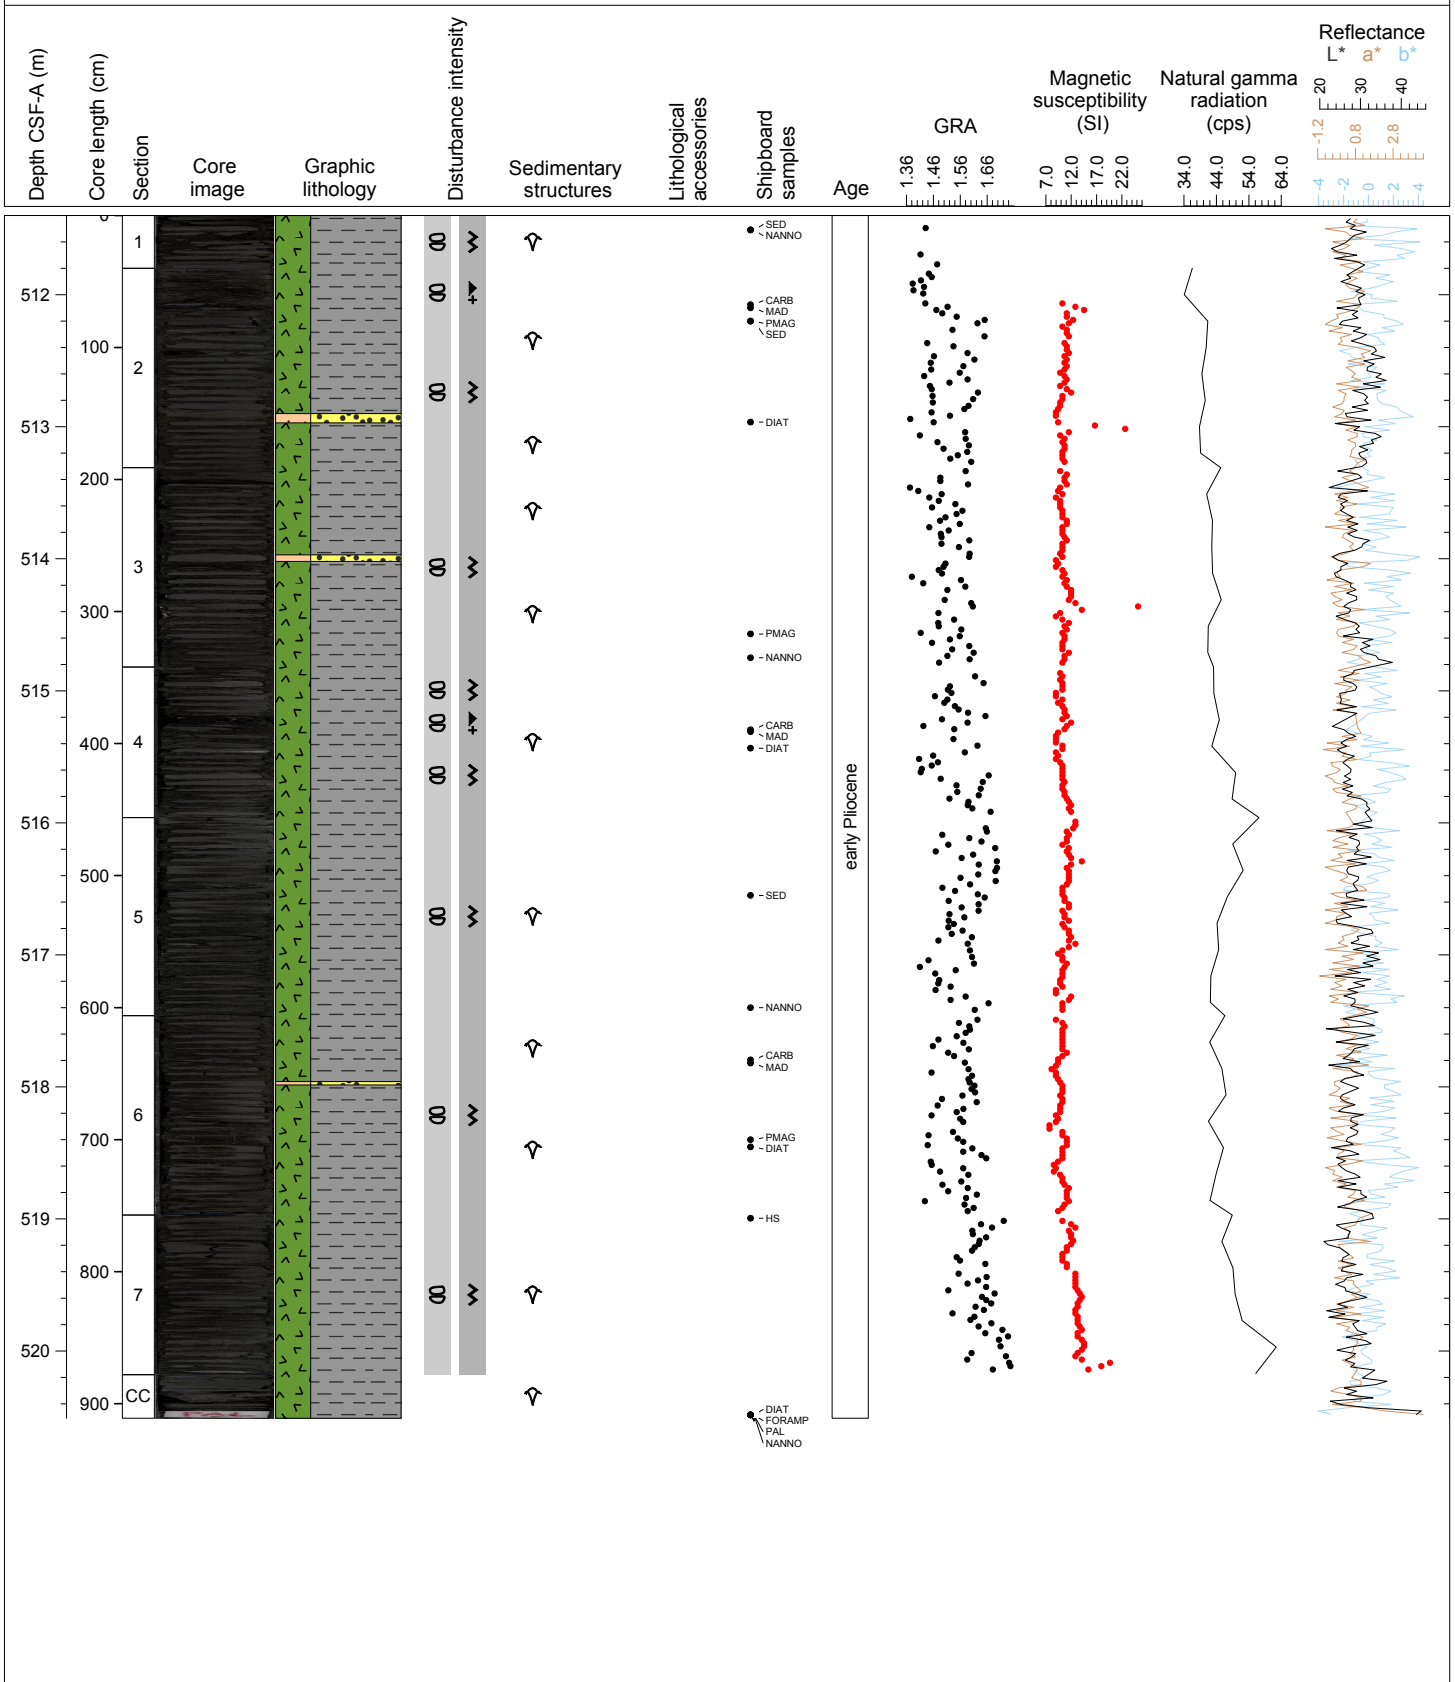 Depth CSF-A (m)
Core length (cm)
Section
Core
image
Graphic
lithology
Disturbance intensity
Sedimentary
structures
Lithological
accessories
Shipboard
samples
Age
GRA
1.36 1.46 1.56 1.66
Magnetic
susceptibility
(SI)
7.0 12.0 17.0 22.0
Natural gamma
radiation
(cps)
34.0 44.0 54.0 64.0
Reflectance
L* a* b*
20 30 40
-1.2 0.8 2.8
-4 -2 0 2 4
512
513
514
515
516
517
518
519
520
0
100
200
300
400
500
600
700
800
900
1
2
3
4
5
6
7
CC
SED
NANNO
CARB
MAD
PMAG
SED
DIAT
PMAG
NANNO
CARB
MAD
DIAT
SED
NANNO
CARB
MAD
PMAG
DIAT
HS
DIAT
FORAMP
PAL
NANNO
early Pliocene